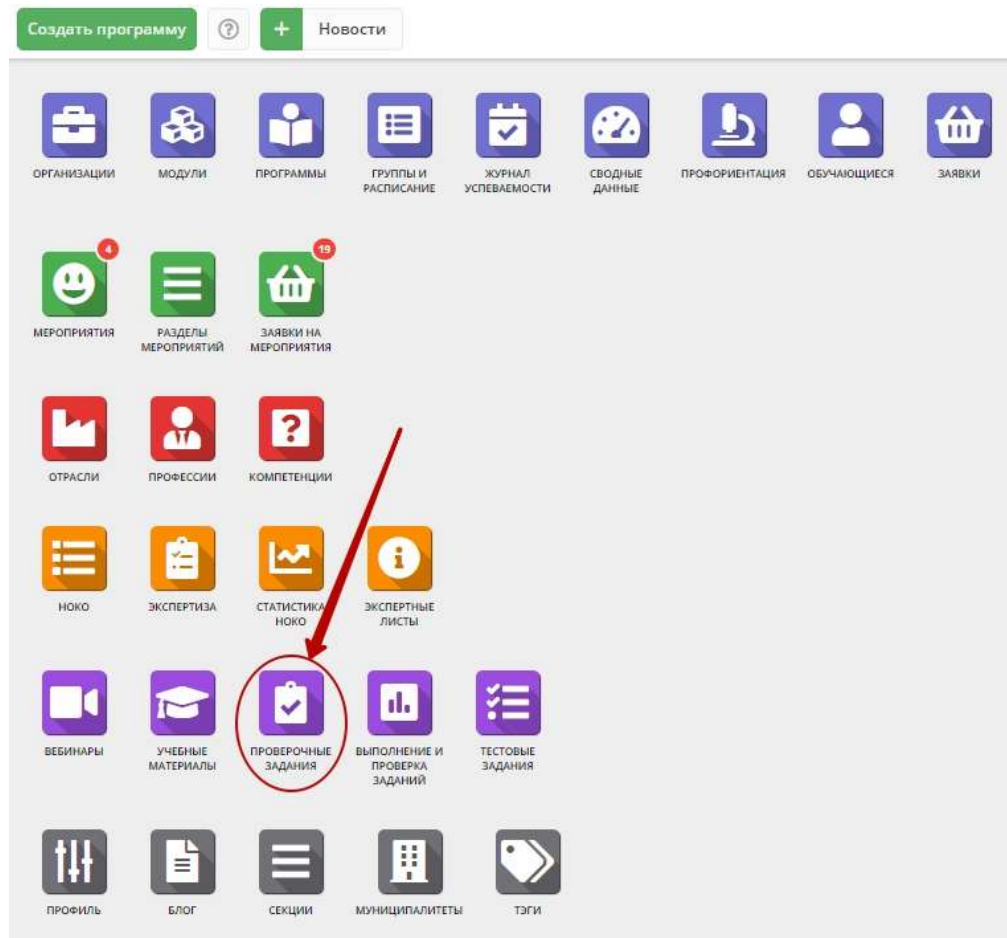 Создать программу ? + Новости
ОРГАНИЗАЦИИ
МОДУЛИ
ПРОГРАММЫ
ГРУППЫ И
РАСПИСАНИЕ
ЖУРНАЛ
УСПЕВАЕМОСТИ
СВОДНЫЕ
ДАННЫЕ
ПРОФОРИЕНТАЦИЯ
ОБУЧАЮЩИЕСЯ
ЗАЯВКИ
4
МЕРОПРИЯТИЯ
РАЗДЕЛЫ
МЕРОПРИЯТИЙ
19
ЗАЯВКИ НА
МЕРОПРИЯТИЯ
ОТРАСЛИ
ПРОФЕССИИ
?
КОМПЕТЕНЦИИ
НОКО
ЭКСПЕРТИЗА
СТАТИСТИКА
НОКО
i
ЭКСПЕРТНЫЕ
ЛИСТЫ
ВЕБИНАРЫ
УЧЕБНЫЕ
МАТЕРИАЛЫ
ПРОВЕРОЧНЫЕ
ЗАДАНИЯ
ВЫПОЛНЕНИЕ И
ПРОВЕРКА
ЗАДАНИЙ
ТЕСТОВЫЕ
ЗАДАНИЯ
ПРОФИЛЬ
БЛОГ
СЕКЦИИ
МУНИЦИПАЛИТЕТЫ
ТЭГИ